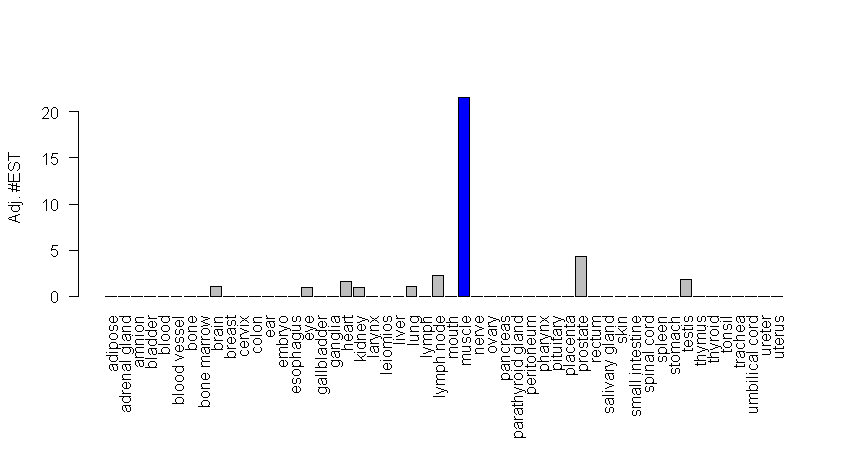 Adj. #EST
20
15
10
5
0
adipose
adrenal gland
amnion
bladder
blood
blood vessel
bone
bone marrow
brain
breast
cervix
colon
ear
embryo
esophagus
eye
gallbladder
ganglia
heart
kidney
larynx
leiomios
liver
lung
lymph
lymph node
mouth
muscle
nerve
ovary
pancreas
parathyroid gland
peritoneum
pharynx
pituitary
placenta
prostate
rectum
salivary gland
skin
small intestine
spinal cord
spleen
stomach
testis
thymus
thyroid
tonsil
trachea
umbilical cord
ureter
uterus